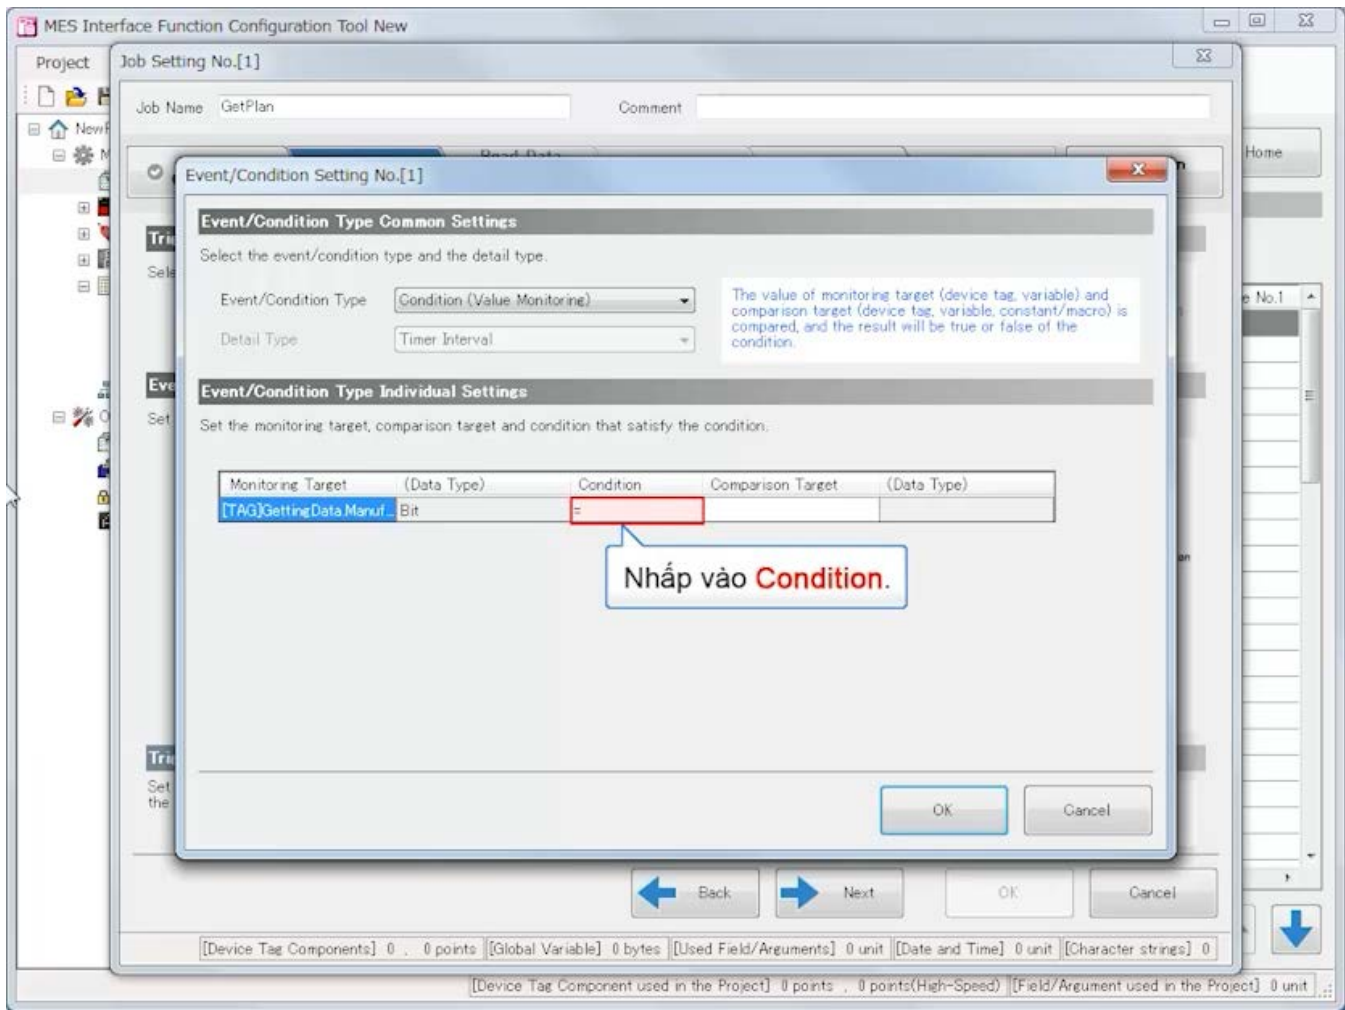 MES Interface Function Configuration Tool New
Project
Job Setting No.[1]
Job Name GetPlan Comment
Home
Event/Condition Setting No.[1]
Event/Condition Type Common Settings
Select the event/condition type and the detail type.
Event/Condition Type Condition (Value Monitoring)
Detail Type Timer Interval
The value of monitoring target (device tag, variable) and
comparison target (device tag, variable, constant/macro) is
compared, and the result will be true or false of the
condition.
e No.1
Event/Condition Type Individual Settings
Set
Set the monitoring target, comparison target and condition that satisfy the condition.
Monitoring Target (Data Type) Condition Comparison Target (Data Type)
[TAG]GettingData.Manuf... Bit =
Nhấp vào Condition.
Set
the
OK Cancel
Back Next OK Cancel
[Device Tag Components] 0 , 0 points [Global Variable] 0 bytes [Used Field/Arguments] 0 unit [Date and Time] 0 unit [Character strings] 0
[Device Tag Component used in the Project] 0 points , 0 points(High-Speed) [Field/Argument used in the Project] 0 unit